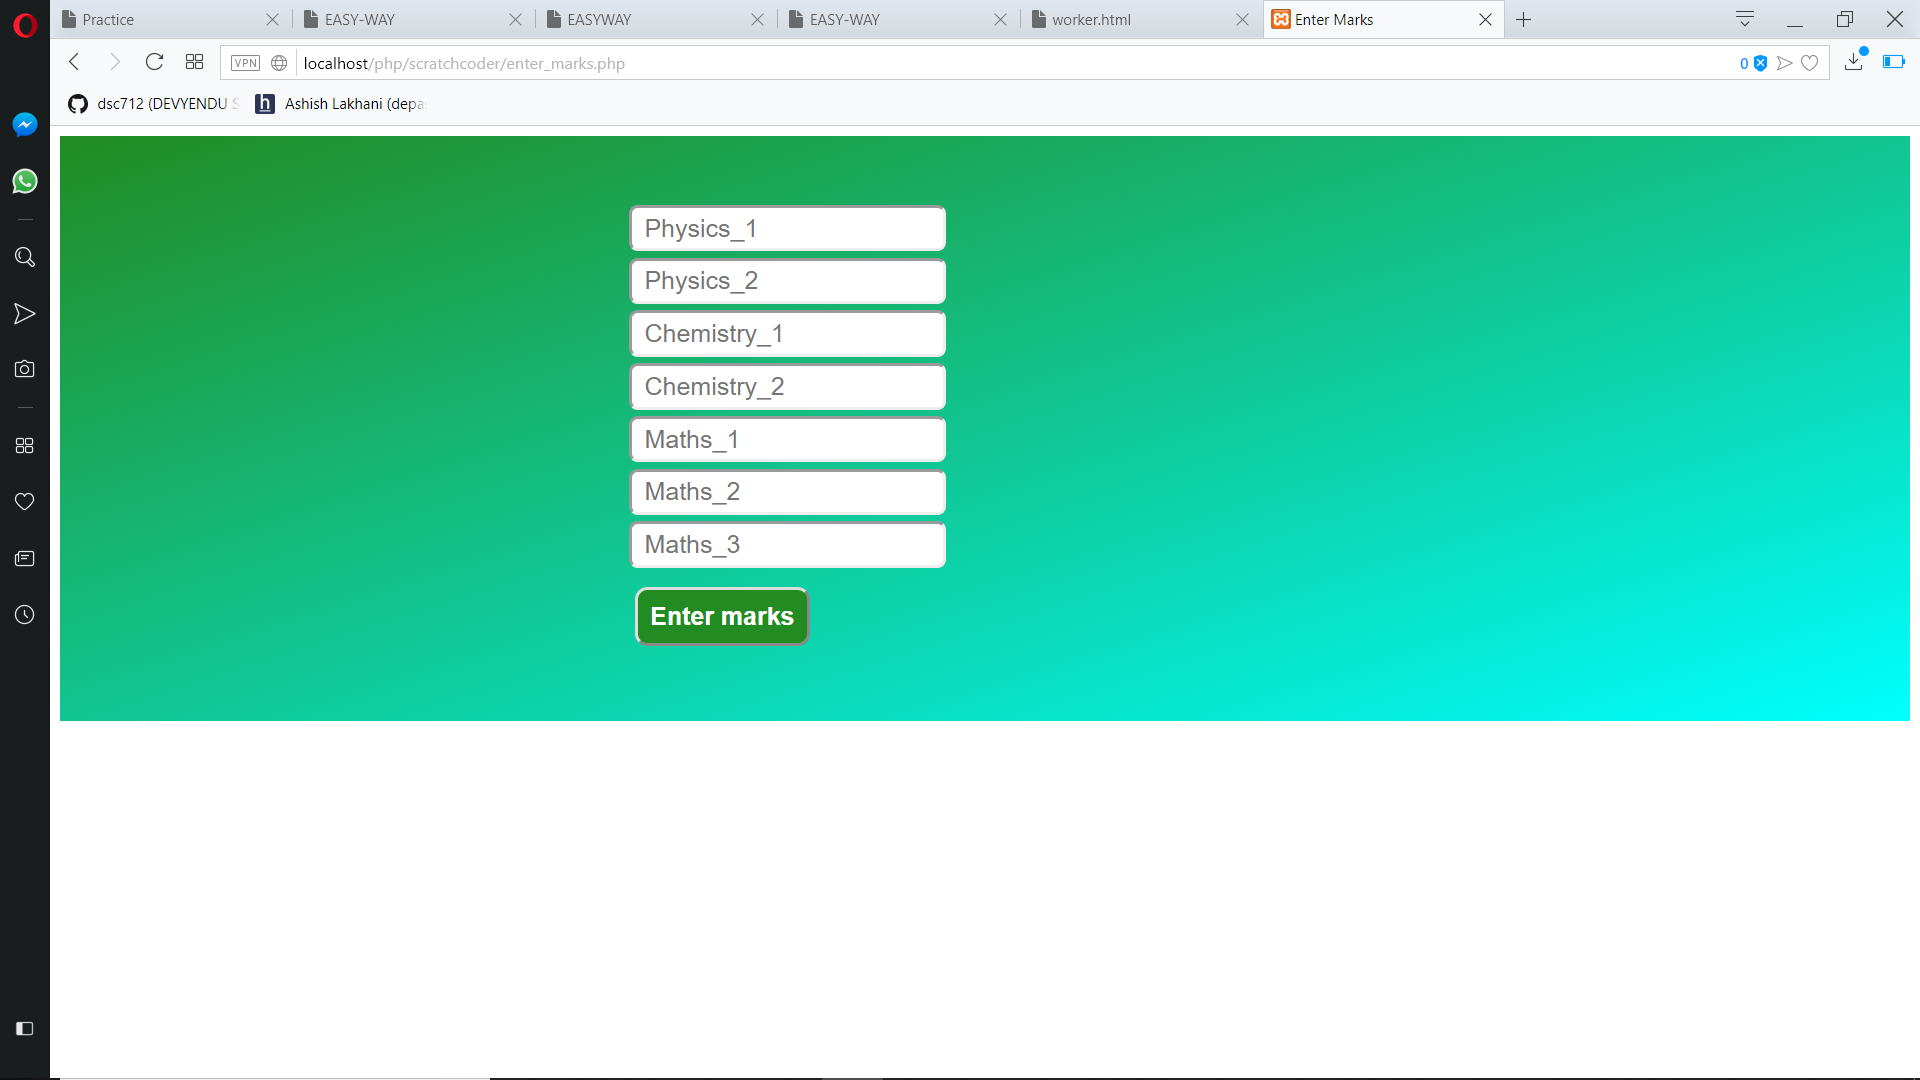 Practice
EASY-WAY
EASYWAY
EASY-WAY
worker.html
Enter Marks
VPN
localhost/php/scratchcoder/enter_marks.php
0
dsc712 (DEVYENDU S
h Ashish Lakhani (depa
Physics_1
Physics_2
Chemistry_1
Chemistry_2
Maths_1
Maths_2
Maths_3
Enter marks